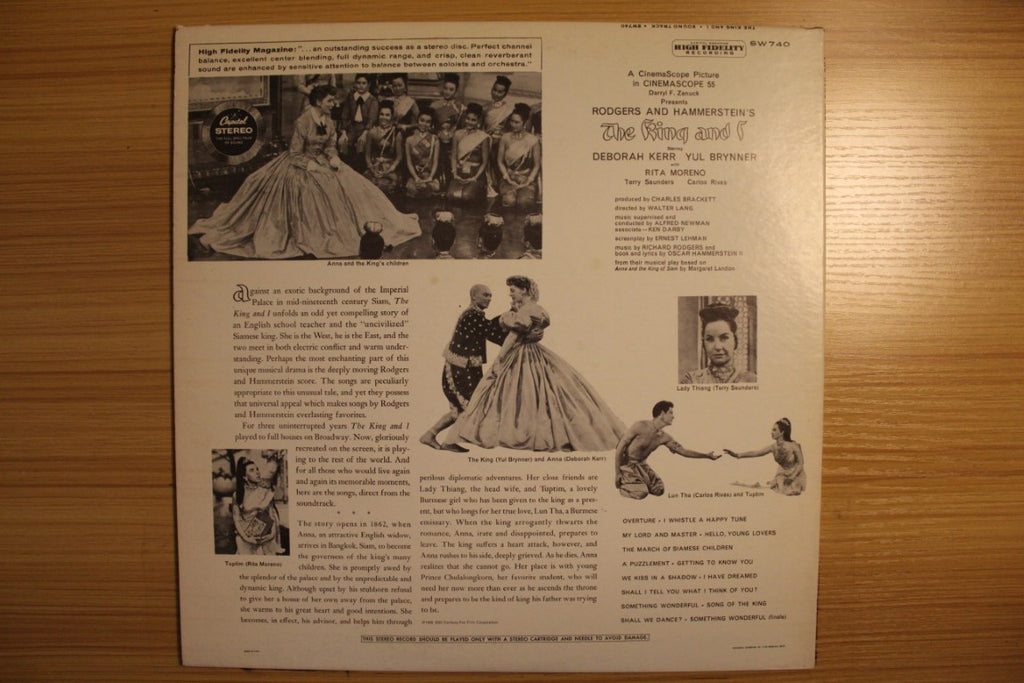 High Fidelity Magazine: "... an outstanding success as a stereo disc. Perfect channel
balance, excellent center blending, full dynamic range, and crisp, clean reverberant
sound are enhanced by sensitive attention to balance between soloists and orchestra."
Capitol
STEREO
Anna and the King's children
HIGH FIDELITY
RECORDING
SW740
A CinemaScope Picture
in CINEMASCOPE 55
Darryl F. Zanuck
Presents
RODGERS AND HAMMERSTEIN'S
The King and I
Starring
DEBORAH KERR YUL BRYNNER
with
RITA MORENO
Terry Saunders Carlos Rivas
produced by CHARLES BRACKETT
directed by WALTER LANG
music supervised and
conducted by ALFRED NEWMAN
associate—KEN DARBY
screenplay by ERNEST LEHMAN
music by RICHARD RODGERS and
book and lyrics by OSCAR HAMMERSTEIN II
from their musical play based on
Anna and the King of Siam by Margaret Landon
against an exotic background of the Imperial
Palace in mid-nineteenth century Siam, The
King and I unfolds an odd yet compelling story of
an English school teacher and the "uncivilized"
Siamese king. She is the West, he is the East, and the
two meet in both electric conflict and warm under-
standing. Perhaps the most enchanting part of this
unique musical drama is the deeply moving Rodgers
and Hammerstein score. The songs are peculiarly
appropriate to this unusual tale, and yet they possess
that universal appeal which makes songs by Rodgers
and Hammerstein everlasting favorites.
For three uninterrupted years The King and I
played to full houses on Broadway. Now, gloriously
recreated on the screen, it is play-
ing to the rest of the world. And
for all those who would live again
and again its memorable moments,
here are the songs, direct from the
soundtrack.
* * *
The story opens in 1862, when
Anna, an attractive English widow,
arrives in Bangkok, Siam, to become
the governess of the king's many
children. She is promptly awed by
the splendor of the palace and by the unpredictable and
dynamic king. Although upset by his stubborn refusal
to give her a house of her own away from the palace,
she warms to his great heart and good intentions. She
becomes, in effect, his advisor, and helps him through
Tuptim (Rita Moreno)
The King (Yul Brynner) and Anna (Deborah Kerr)
perilous diplomatic adventures. Her close friends are
Lady Thiang, the head wife, and Tuptim, a lovely
Burmese girl who has been given to the king as a pres-
ent, but who longs for her true love, Lun Tha, a Burmese
emissary. When the king arrogantly thwarts the
romance, Anna, irate and disappointed, prepares to
leave. The king suffers a heart attack, however, and
Anna rushes to his side, deeply grieved. As he dies, Anna
realizes that she cannot go. Her place is with young
Prince Chulalongkorn, her favorite student, who will
need her now more than ever as he ascends the throne
and prepares to be the kind of king his father was trying
to be.
Lady Thiang (Terry Saunders)
Lun Tha (Carlos Rivas) and Tuptim
OVERTURE • I WHISTLE A HAPPY TUNE
MY LORD AND MASTER • HELLO, YOUNG LOVERS
THE MARCH OF SIAMESE CHILDREN
A PUZZLEMENT • GETTING TO KNOW YOU
WE KISS IN A SHADOW • I HAVE DREAMED
SHALL I TELL YOU WHAT I THINK OF YOU?
SOMETHING WONDERFUL • SONG OF THE KING
SHALL WE DANCE? • SOMETHING WONDERFUL (finale)
THIS STEREO RECORD SHOULD BE PLAYED ONLY WITH A STEREO CARTRIDGE AND NEEDLE TO AVOID DAMAGE.